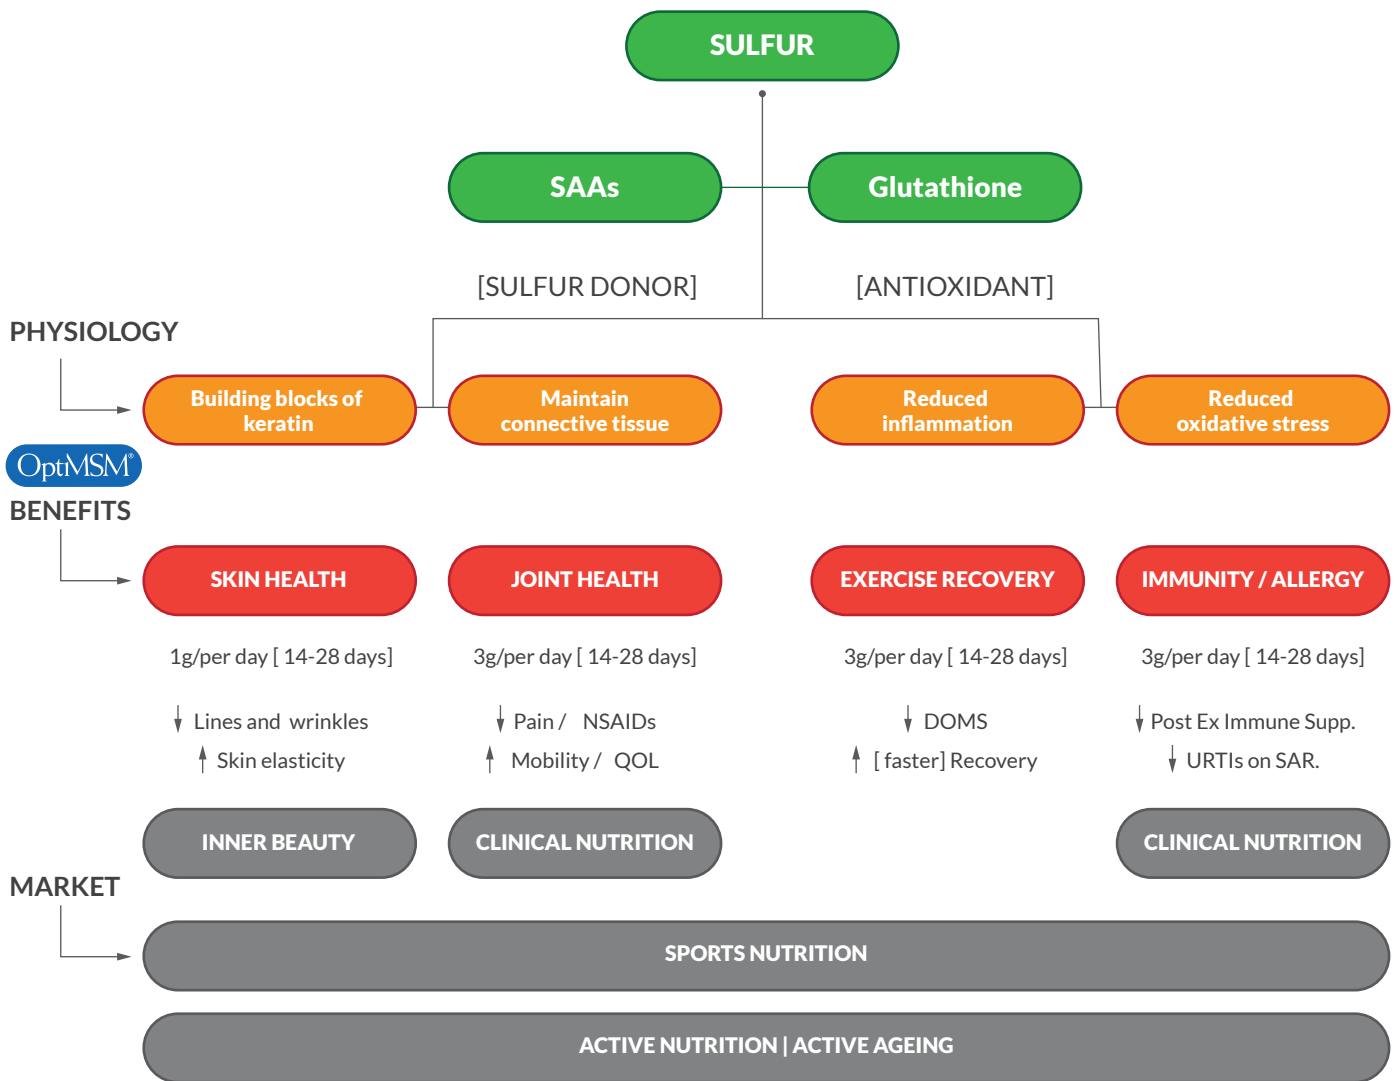 SULFUR
SAAs
Glutathione
[SULFUR DONOR]
[ANTIOXIDANT]
PHYSIOLOGY
Building blocks of
keratin
Maintain
connective tissue
Reduced
inflammation
Reduced
oxidative stress
OptiMSM®
BENEFITS
SKIN HEALTH
JOINT HEALTH
EXERCISE RECOVERY
IMMUNITY / ALLERGY
1g/per day [ 14-28 days]
3g/per day [ 14-28 days]
3g/per day [ 14-28 days]
3g/per day [ 14-28 days]
↓ Lines and wrinkles
↓ Pain / NSAIDs
↓ DOMS
↓ Post Ex Immune Supp.
↑ Skin elasticity
↑ Mobility / QOL
↑ [ faster] Recovery
↓ URTIs on SAR.
INNER BEAUTY
CLINICAL NUTRITION
CLINICAL NUTRITION
MARKET
SPORTS NUTRITION
ACTIVE NUTRITION | ACTIVE AGEING